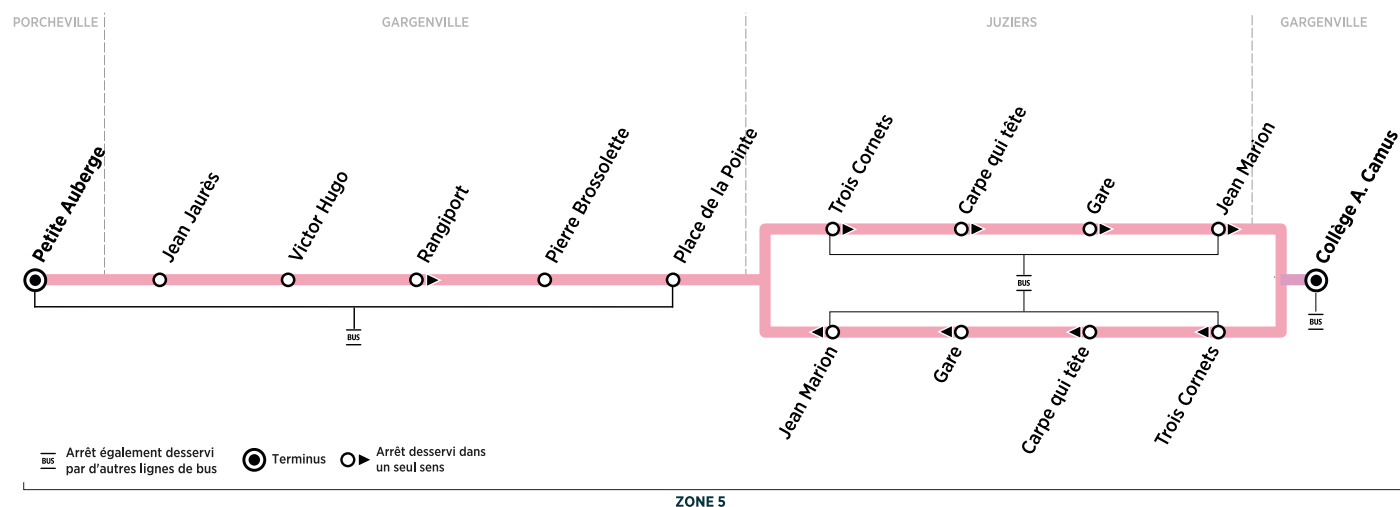 PORCHEVILLE
GARGENVILLE
JUZIERS
GARGENVILLE
Petite Auberge
Jean Jaurès
Victor Hugo
Rangiport
Pierre Brossolette
Place de la Pointe
Trois Cornets
Carpe qui tête
Gare
Jean Marion
Collège A. Camus
BUS
BUS
BUS
Jean Marion
Gare
Carpe qui tête
Trois Cornets
BUS
Arrêt également desservi
par d'autres lignes de bus
Terminus
Arrêt desservi dans
un seul sens
ZONE 5